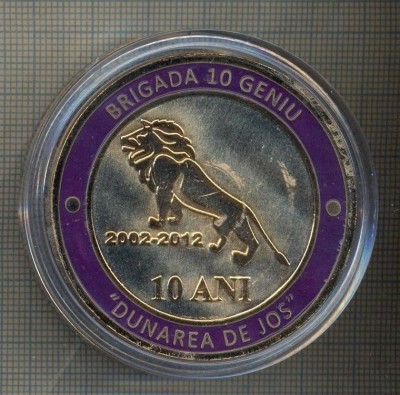 BRIGADA 10 GENIU
2002-2012
10 ANI
"DUNAREA DE JOS"